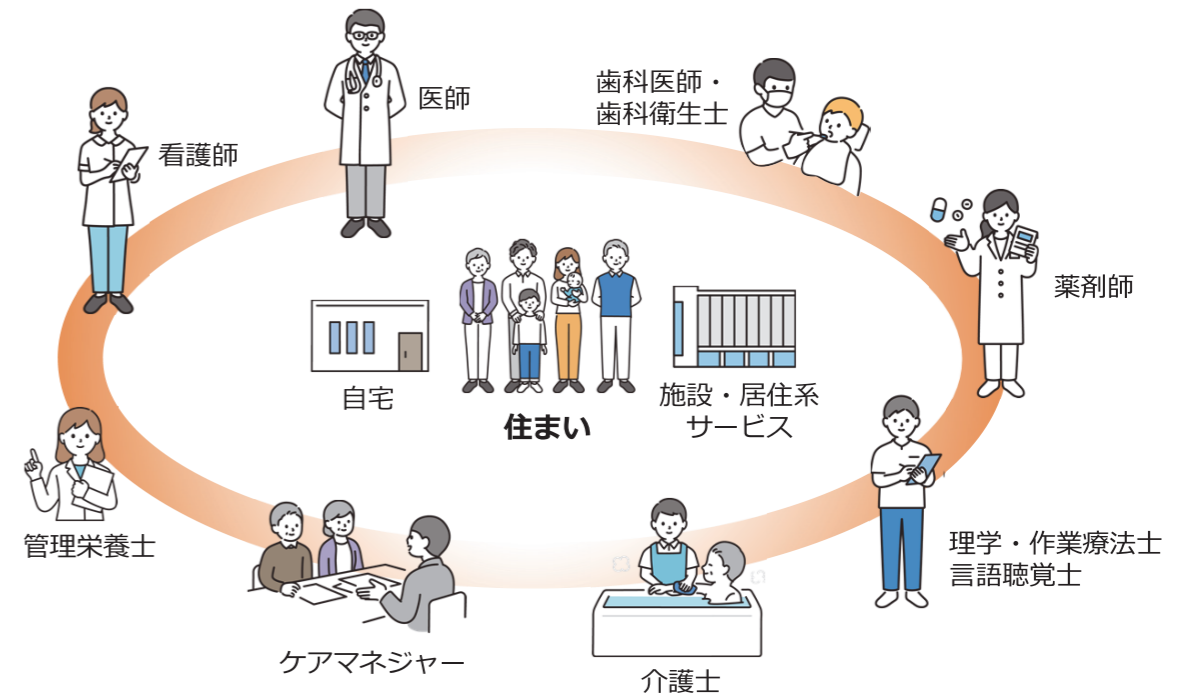 医師
歯科医師・
歯科衛生士
看護師
薬剤師
自宅
住まい
施設・居住系
サービス
管理栄養士
理学・作業療法士
言語聴覚士
ケアマネジャー
介護士